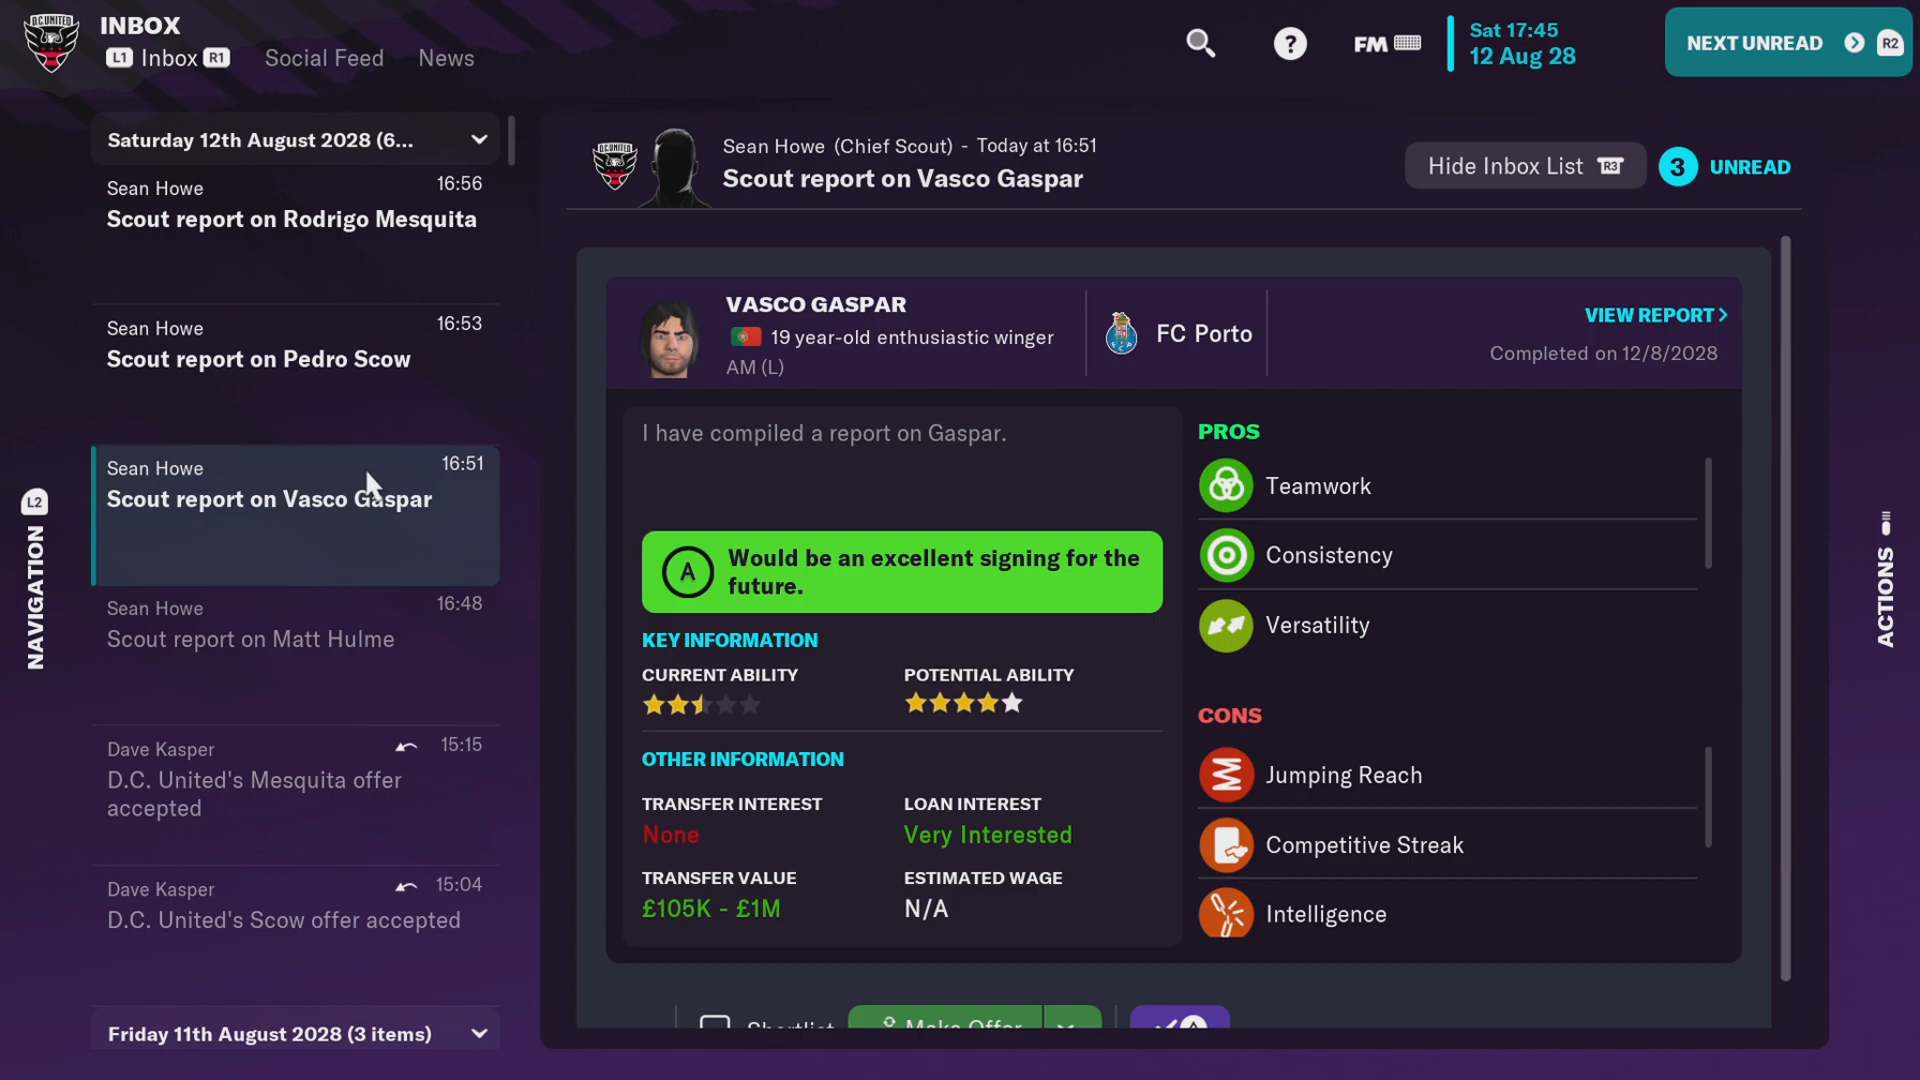 INBOX
L1 Inbox R1 Social Feed News
FM
Sat 17:45
12 Aug 28
NEXT UNREAD R2
Saturday 12th August 2028 (6...
Sean Howe 16:56
Scout report on Rodrigo Mesquita
Sean Howe 16:53
Scout report on Pedro Scow
Sean Howe 16:51
Scout report on Vasco Gaspar
Sean Howe 16:48
Scout report on Matt Hulme
Dave Kasper 15:15
D.C. United's Mesquita offer
accepted
Dave Kasper 15:04
D.C. United's Scow offer accepted
Friday 11th August 2028 (3 items)
L2
NAVIGATION
D.C. UNITED
Sean Howe (Chief Scout) - Today at 16:51
Scout report on Vasco Gaspar
Hide Inbox List R3
3 UNREAD
VASCO GASPAR
19 year-old enthusiastic winger
AM (L)
FC Porto
VIEW REPORT >
Completed on 12/8/2028
I have compiled a report on Gaspar.
A
Would be an excellent signing for the
future.
KEY INFORMATION
CURRENT ABILITY POTENTIAL ABILITY
OTHER INFORMATION
TRANSFER INTEREST LOAN INTEREST
None Very Interested
TRANSFER VALUE ESTIMATED WAGE
£105K - £1M N/A
PROS
Teamwork
Consistency
Versatility
CONS
Jumping Reach
Competitive Streak
Intelligence
Shortlist Make Offer
ACTIONS